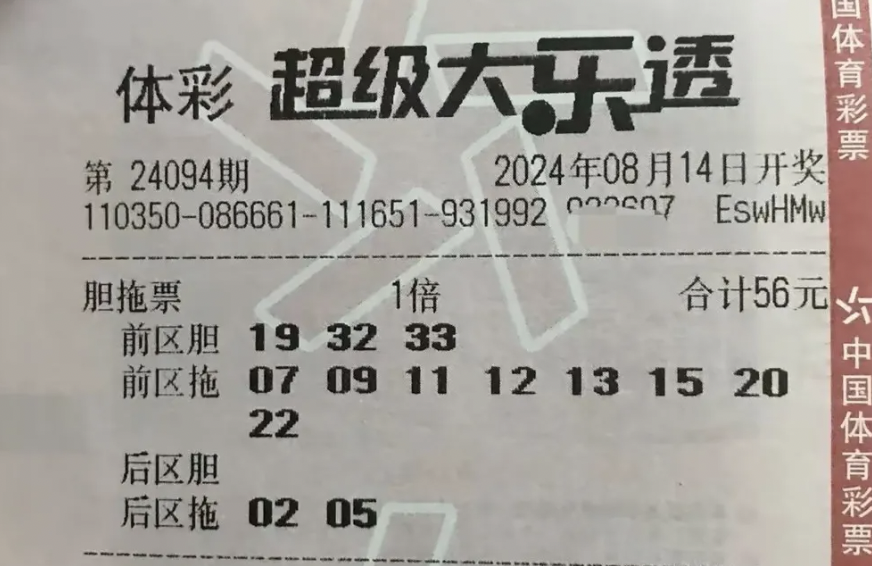 体彩 超级大乐透
第 24094期 2024年08月14日开奖
110350-086661-111651-931992 EswHMw
胆拖票 1倍 合计56元
前区胆 19 32 33
前区拖 07 09 11 12 13 15 20
22
后区胆
后区拖 02 05
国体育彩票
中国体育彩票